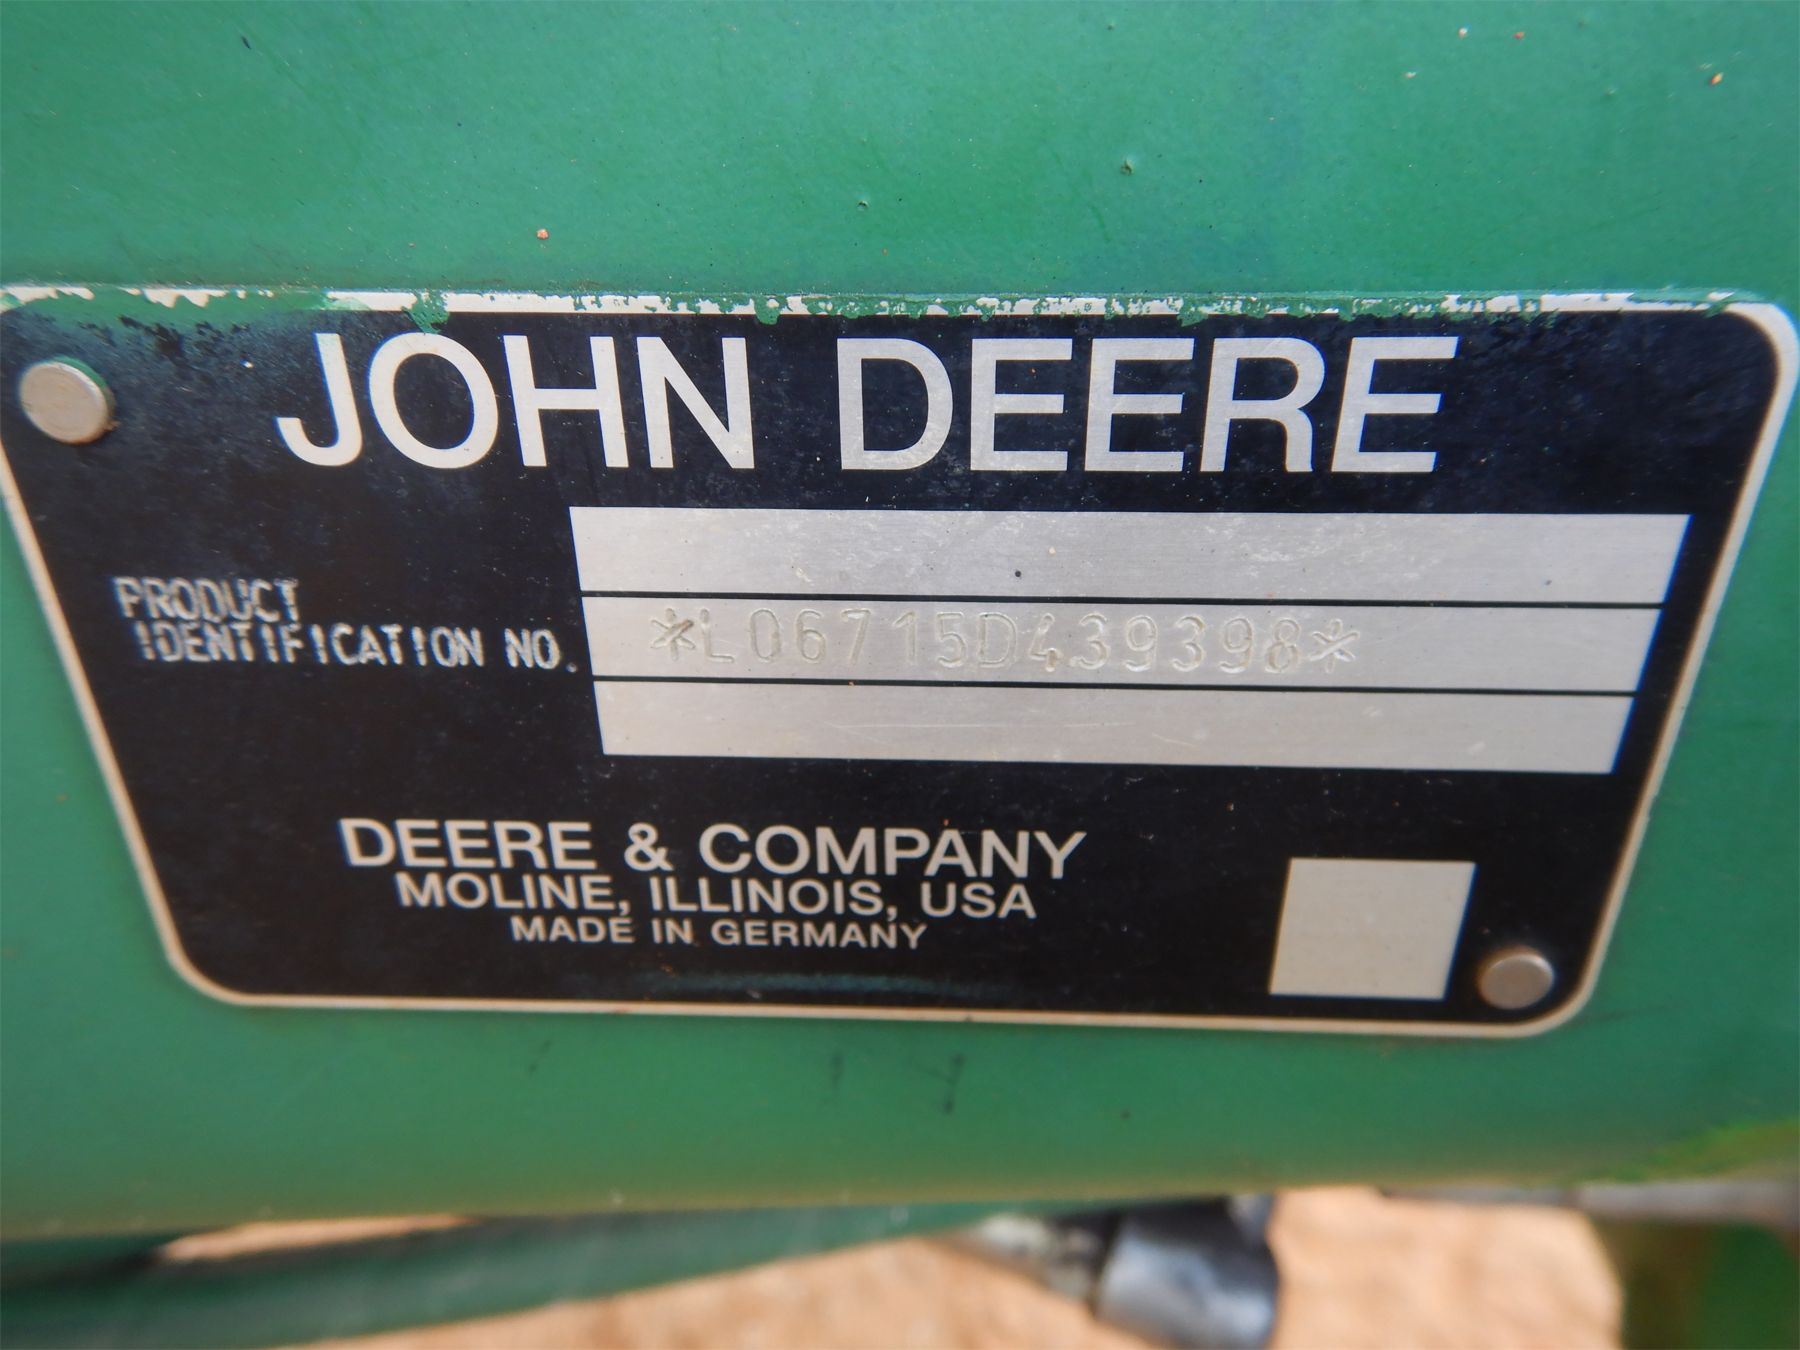 JOHN DEERE
PRODUCT
IDENTIFICATION NO.
*L06715D439398*
DEERE & COMPANY
MOLINE, ILLINOIS, USA
MADE IN GERMANY